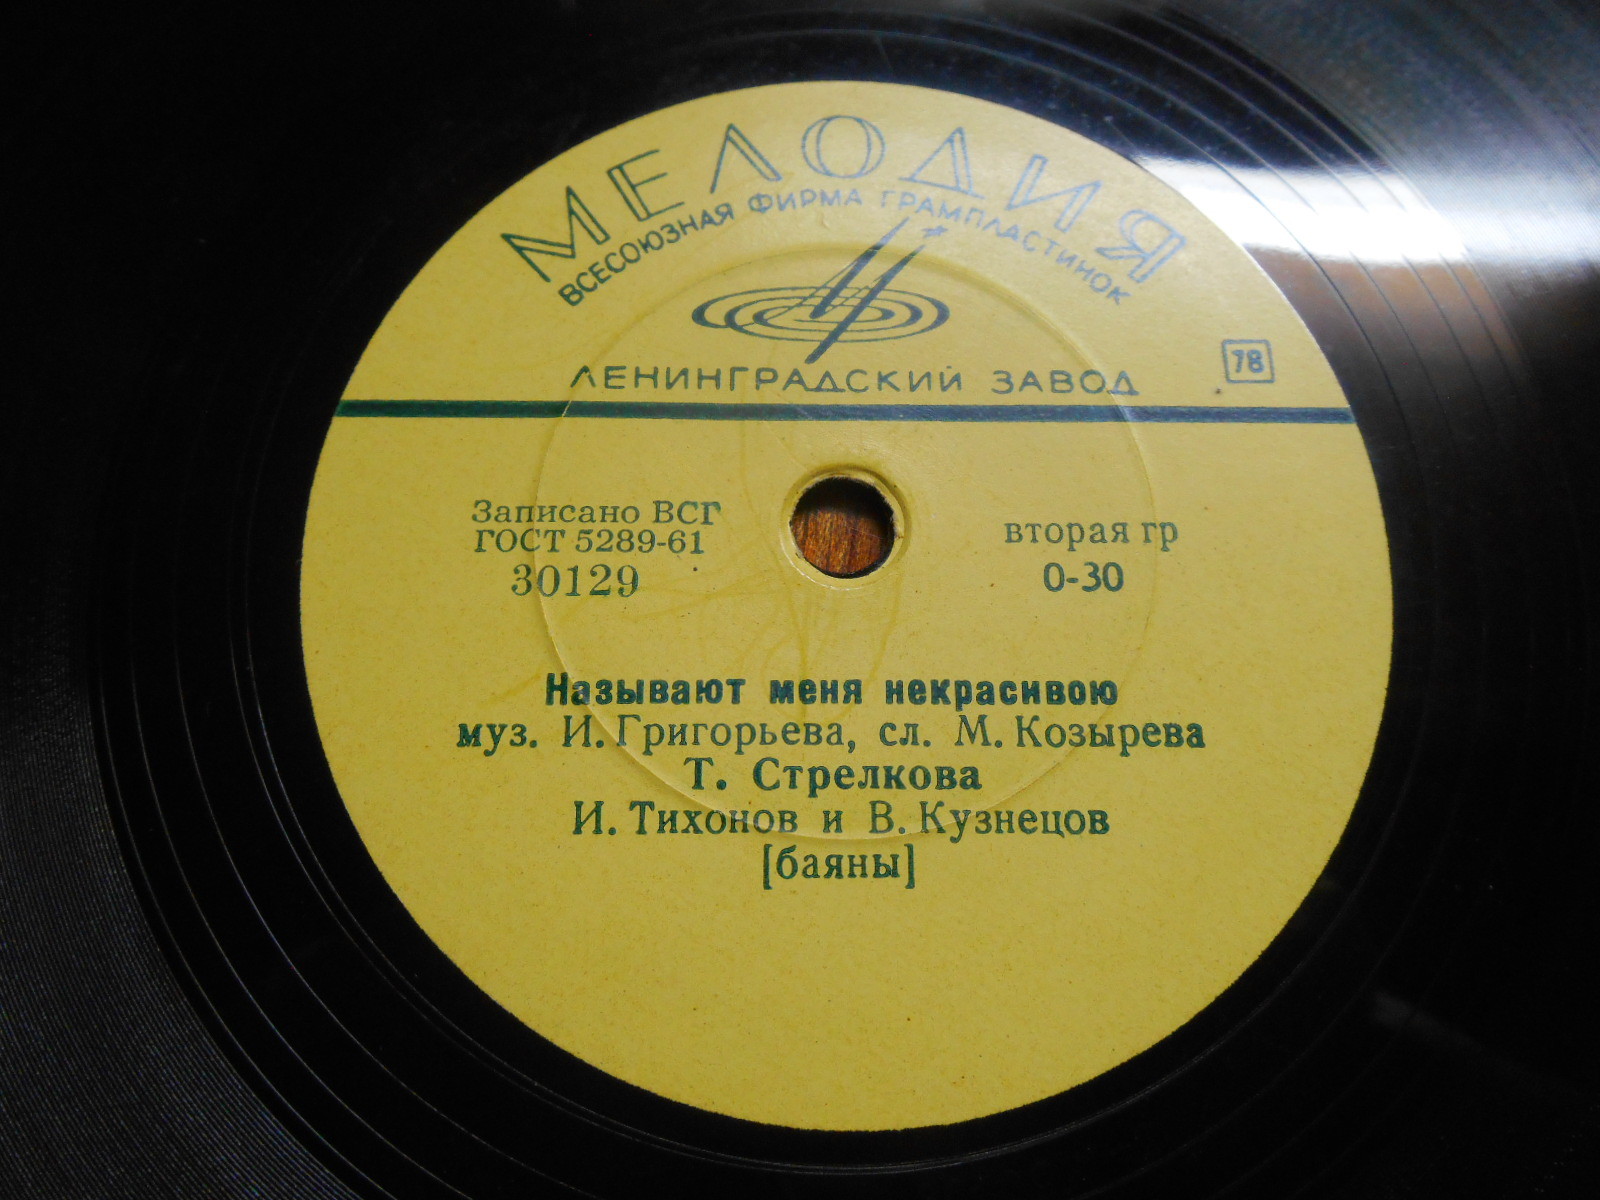 МЕЛОДИЯ
ВСЕСОЮЗНАЯ ФИРМА ГРАМПЛАСТИНОК
ЛЕНИНГРАДСКИЙ ЗАВОД
78
Записано ВСГ
ГОСТ 5289-61
30129
вторая гр
0-30
Называют меня некрасивою
муз. И. Григорьева, сл. М. Козырева
Т. Стрелкова
И. Тихонов и В. Кузнецов
[баяны]